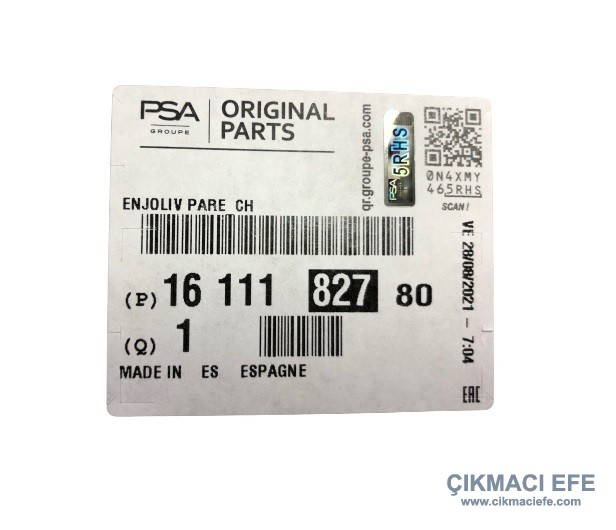 PSA
GROUPE
ORIGINAL
PARTS
qr.groupe-psa.com
PSA
5RHS
0N4XMY
465RHS
SCAN!
ENJOLIV PARE CH
(P) 16 111 827 80
(Q) 1
MADE IN ES ESPAGNE
VE 28/08/2021 - 7:04
EAC
ÇIKMACI EFE
www.cikmaciefe.com